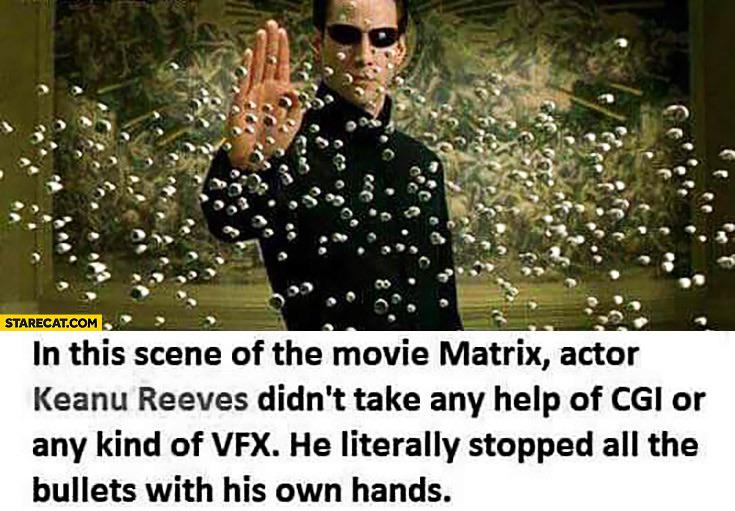 STARECAT.COM
In this scene of the movie Matrix, actor
Keanu Reeves didn't take any help of CGI or
any kind of VFX. He literally stopped all the
bullets with his own hands.